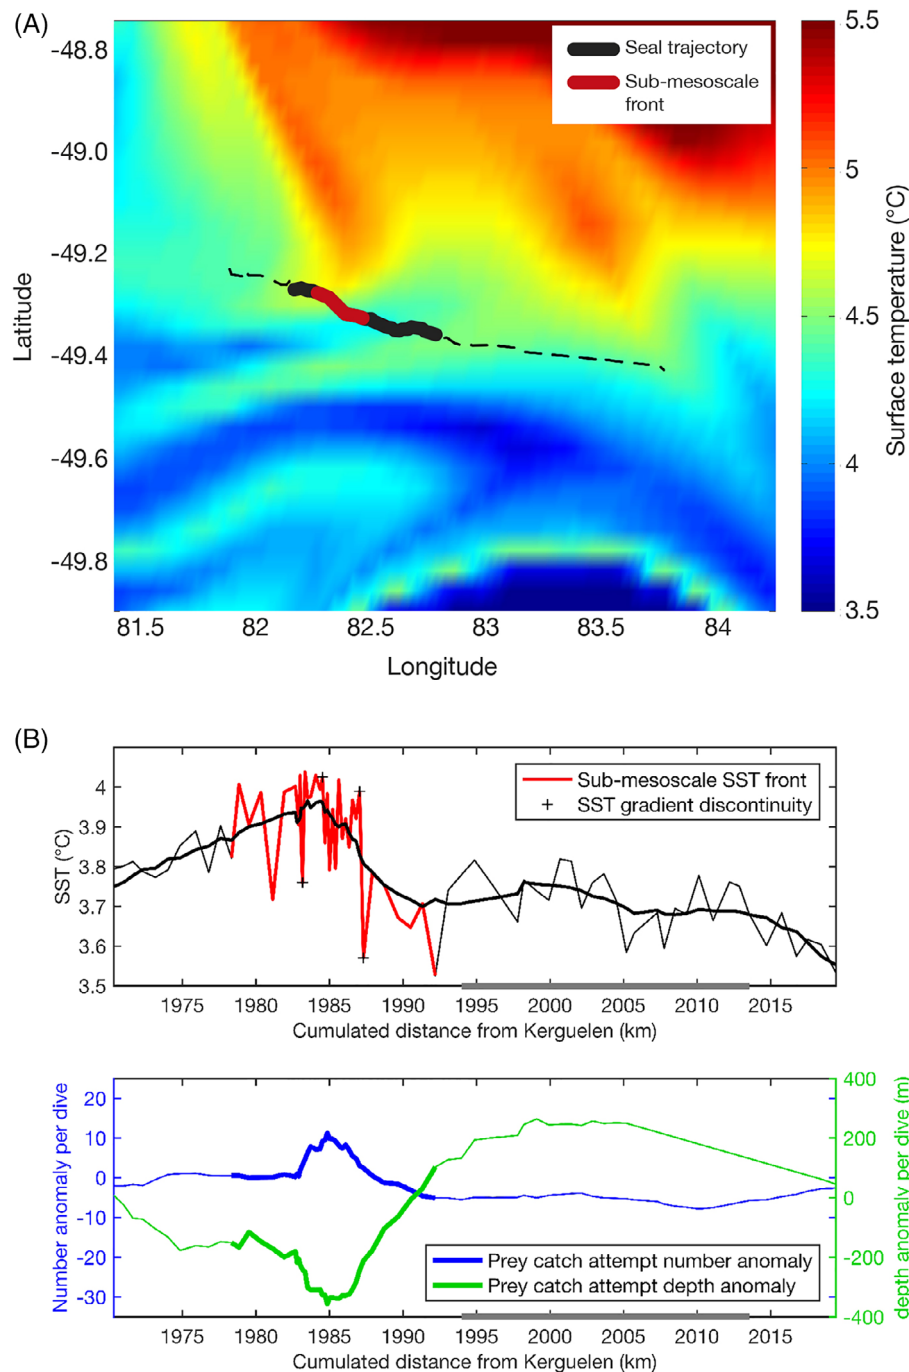 (A)
-48.8
-49.0
-49.2
-49.4
-49.6
-49.8
Latitude
81.5 82 82.5 83 83.5 84
Longitude
Seal trajectory
Sub-mesoscale
front
5.5
5
4.5
4
3.5
Surface temperature (°C)
(B)
4
3.9
3.8
3.7
3.6
3.5
SST (°C)
Sub-mesoscale SST front
SST gradient discontinuity
1975 1980 1985 1990 1995 2000 2005 2010 2015
Cumulated distance from Kerguelen (km)
20
10
0
-10
-20
-30
Number anomaly per dive
400
200
0
-200
-400
depth anomaly per dive (m)
Prey catch attempt number anomaly
Prey catch attempt depth anomaly
1975 1980 1985 1990 1995 2000 2005 2010 2015
Cumulated distance from Kerguelen (km)